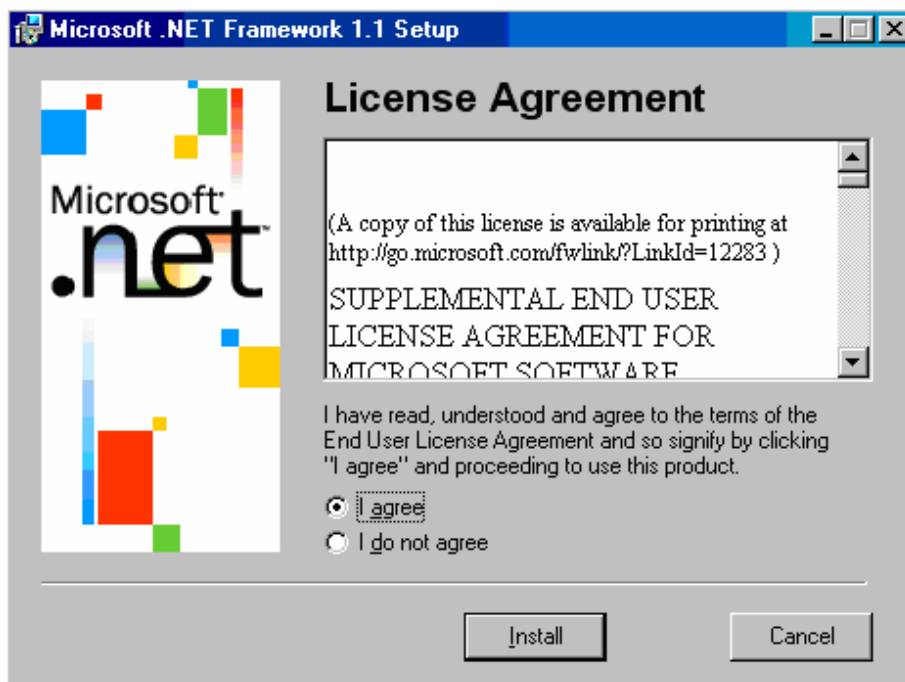 Microsoft .NET Framework 1.1 Setup
License Agreement
Microsoft
.net
(A copy of this license is available for printing at
http://go.microsoft.com/fwlink/?LinkId=12283 )
SUPPLEMENTAL END USER
LICENSE AGREEMENT FOR
MICROSOFT SOFTWARE
I have read, understood and agree to the terms of the
End User License Agreement and so signify by clicking
"I agree" and proceeding to use this product.
I agree
I do not agree
Install
Cancel